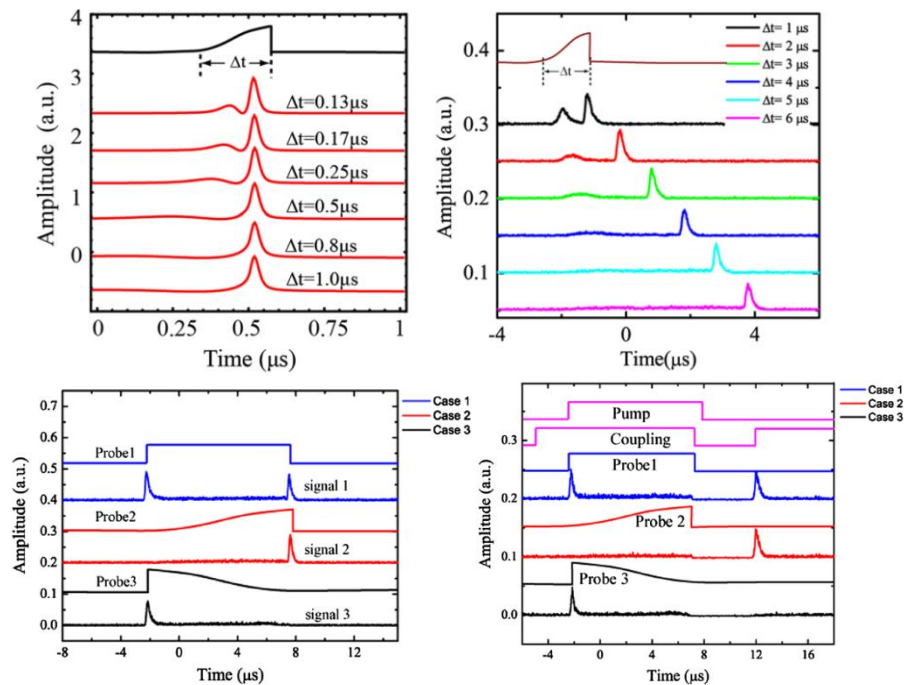 4
3
2
1
0
Amplitude (a.u.)
Δt
Δt=0.13μs
Δt=0.17μs
Δt=0.25μs
Δt=0.5μs
Δt=0.8μs
Δt=1.0μs
0
0.25
0.5
0.75
1
Time (μs)
0.4
0.3
0.2
0.1
Amplitude (a.u.)
Δt
Δt= 1 μs
Δt= 2 μs
Δt= 3 μs
Δt= 4 μs
Δt= 5 μs
Δt= 6 μs
-4
0
4
Time(μs)
0.7
0.6
0.5
0.4
0.3
0.2
0.1
0.0
Amplitude (a.u.)
Case 1
Case 2
Case 3
Probe1
signal 1
Probe2
signal 2
Probe3
signal 3
-8
-4
0
4
8
12
Time (μs)
0.3
0.2
0.1
0.0
Amplitude (a.u.)
Case 1
Case 2
Case 3
Pump
Coupling
Probe1
Probe 2
Probe 3
-4
0
4
8
12
16
Time (μs)